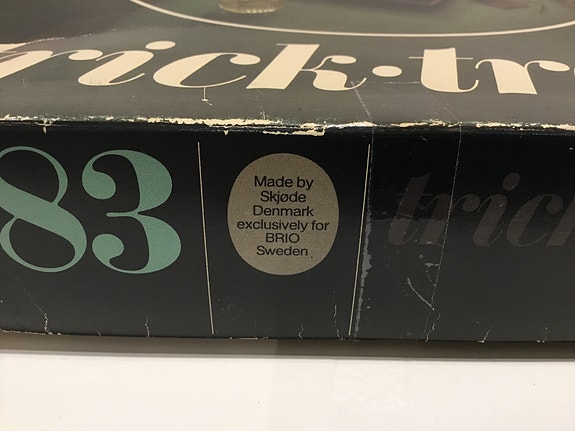 trick·tr
83
Made by
Skjøde
Denmark
exclusively for
BRIO
Sweden
trick